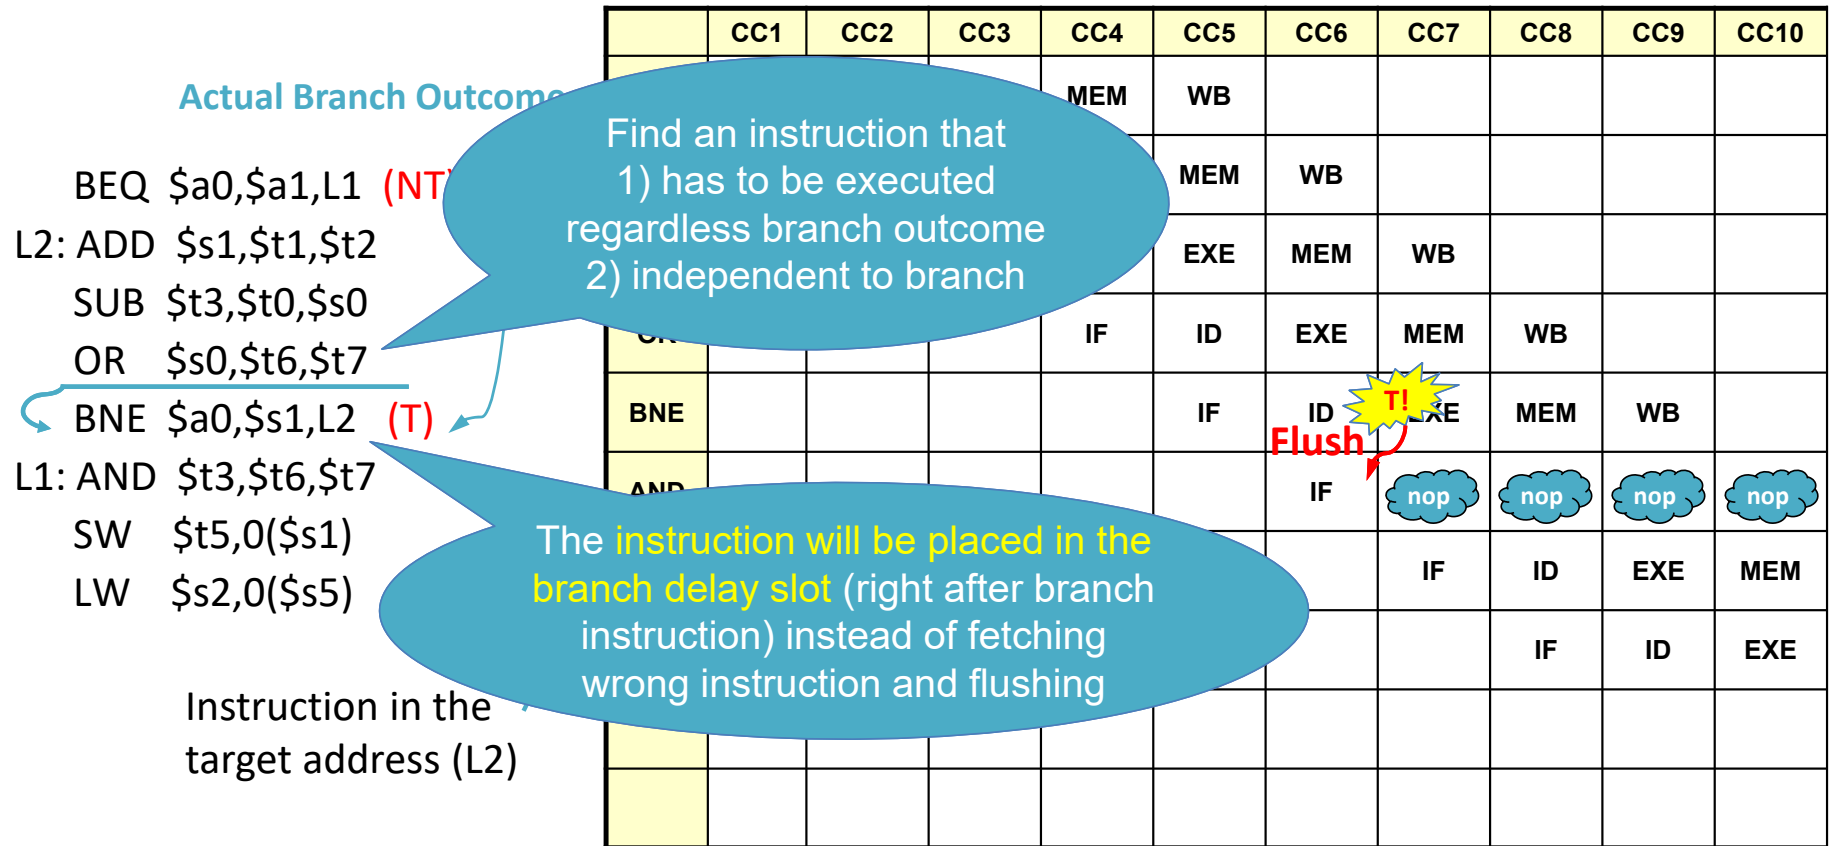 CC1 CC2 CC3 CC4 CC5 CC6 CC7 CC8 CC9 CC10
Actual Branch Outcome
MEM WB
Find an instruction that
1) has to be executed
regardless branch outcome
2) independent to branch
BEQ $a0,$a1,L1 (NT)
MEM WB
L2: ADD $s1,$t1,$t2
EXE MEM WB
SUB $t3,$t0,$s0
OR $s0,$t6,$t7
OR IF ID EXE MEM WB
BNE $a0,$s1,L2 (T)
BNE IF ID T! EXE MEM WB
Flush
L1: AND $t3,$t6,$t7
AND IF nop nop nop nop
SW $t5,0($s1)
LW $s2,0($s5)
The instruction will be placed in the
branch delay slot (right after branch
instruction) instead of fetching
wrong instruction and flushing
IF ID EXE MEM
IF ID EXE
Instruction in the
target address (L2)